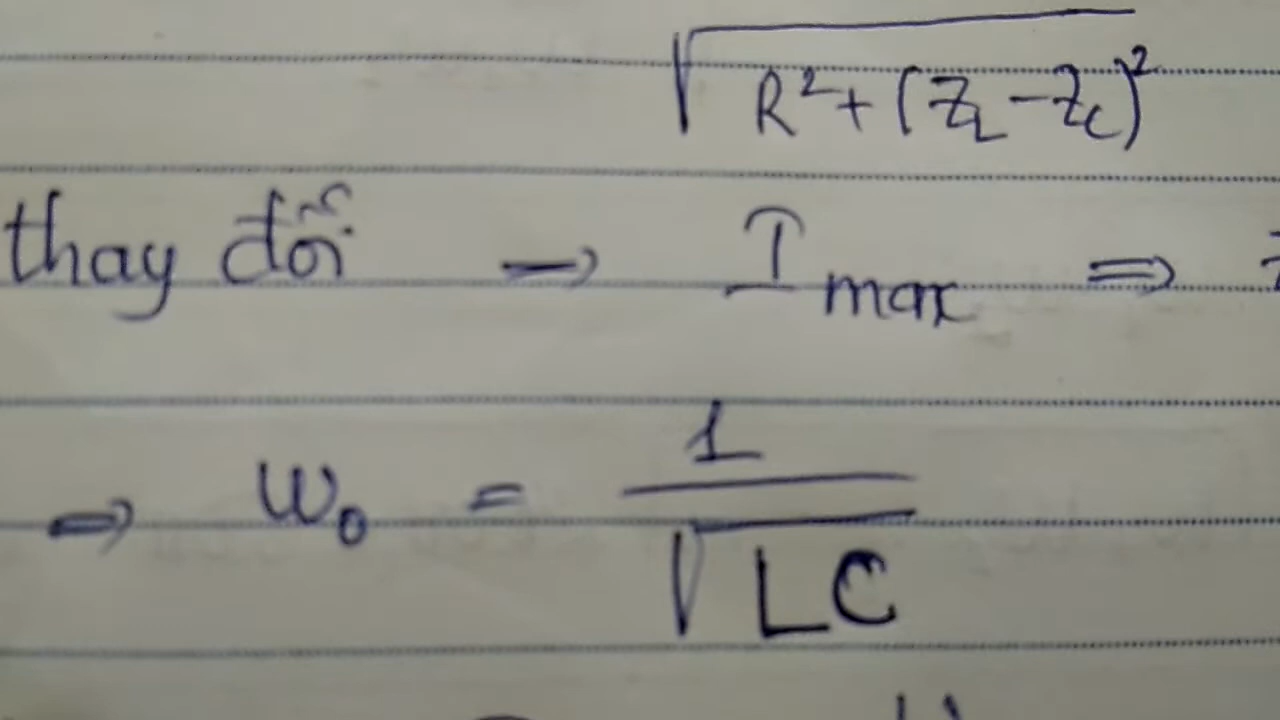 √(R² + (Z_L - Z_C)²)
thay đổi → I_max ⇒
⇒ ω₀ = 1 / √(LC)